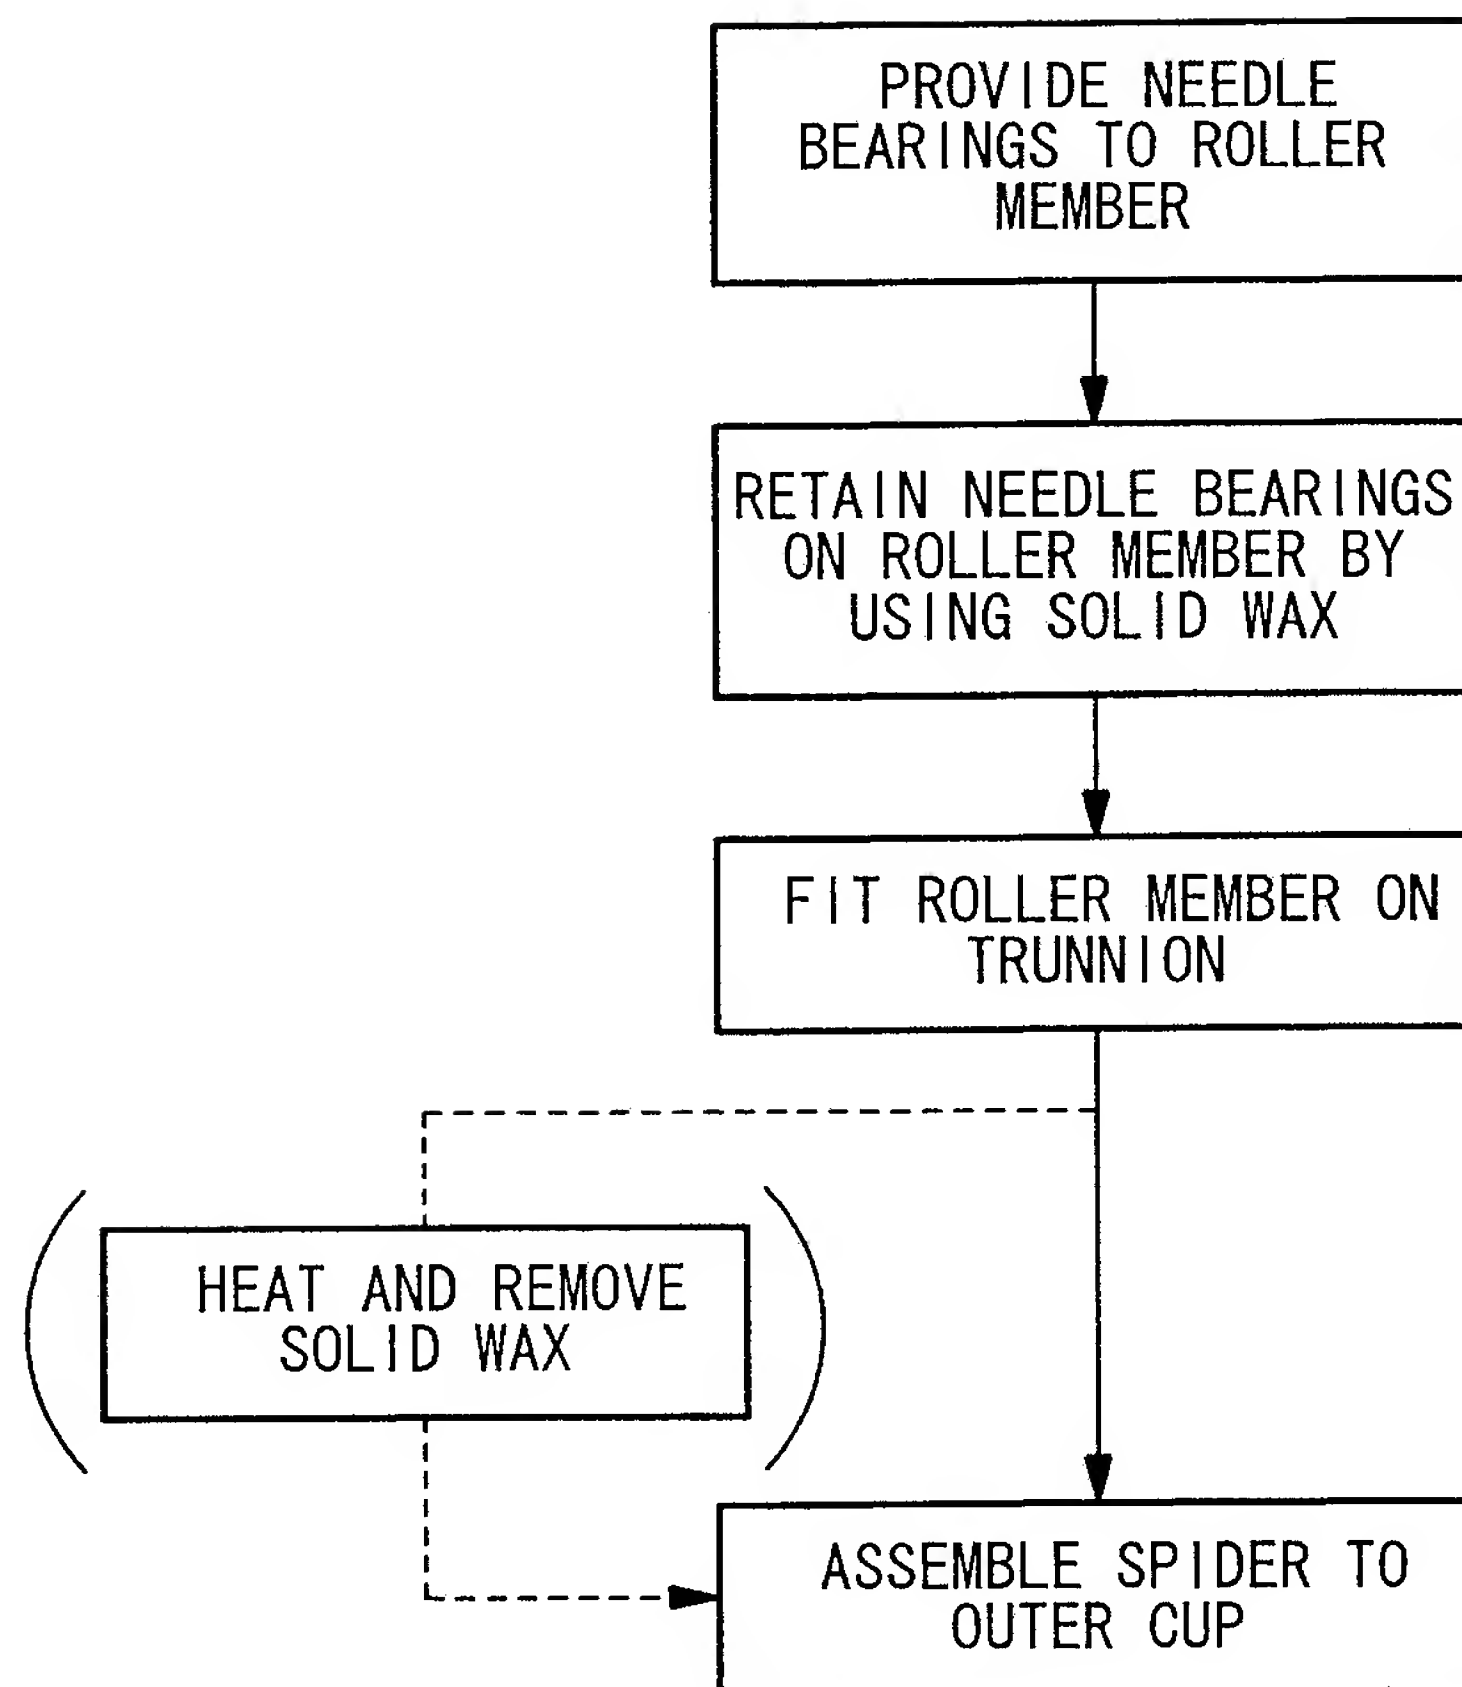 PROVIDE NEEDLE
BEARINGS TO ROLLER
MEMBER
RETAIN NEEDLE BEARINGS
ON ROLLER MEMBER BY
USING SOLID WAX
FIT ROLLER MEMBER ON
TRUNNION
HEAT AND REMOVE
SOLID WAX
ASSEMBLE SPIDER TO
OUTER CUP